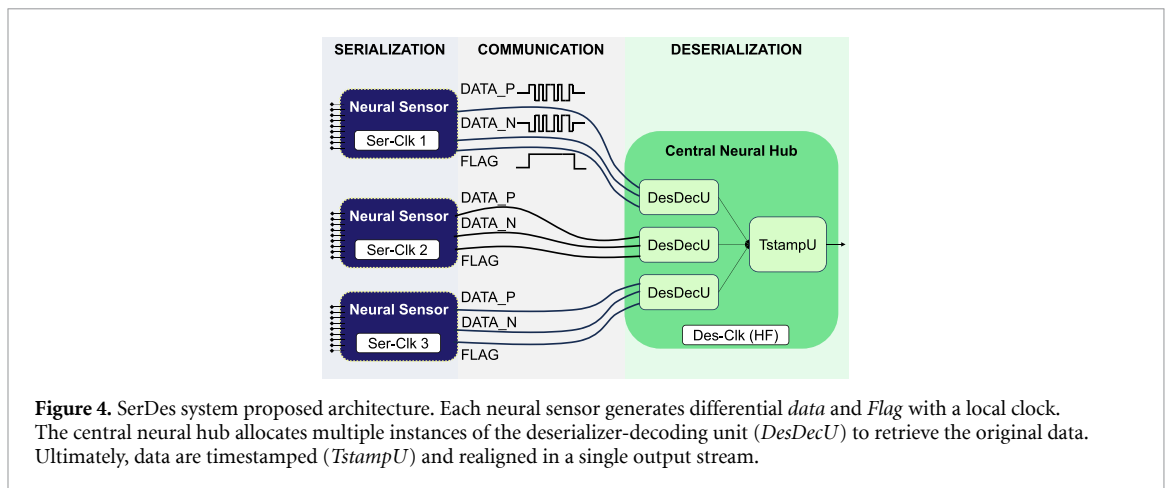 SERIALIZATION
COMMUNICATION
DESERIALIZATION
Neural Sensor
Ser-Clk 1
DATA_P
DATA_N
FLAG
Neural Sensor
Ser-Clk 2
DATA_P
DATA_N
FLAG
Neural Sensor
Ser-Clk 3
DATA_P
DATA_N
FLAG
Central Neural Hub
DesDecU
DesDecU
DesDecU
TstampU
Des-Clk (HF)
Figure 4. SerDes system proposed architecture. Each neural sensor generates differential data and Flag with a local clock.
The central neural hub allocates multiple instances of the deserializer-decoding unit (DesDecU) to retrieve the original data.
Ultimately, data are timestamped (TstampU) and realigned in a single output stream.